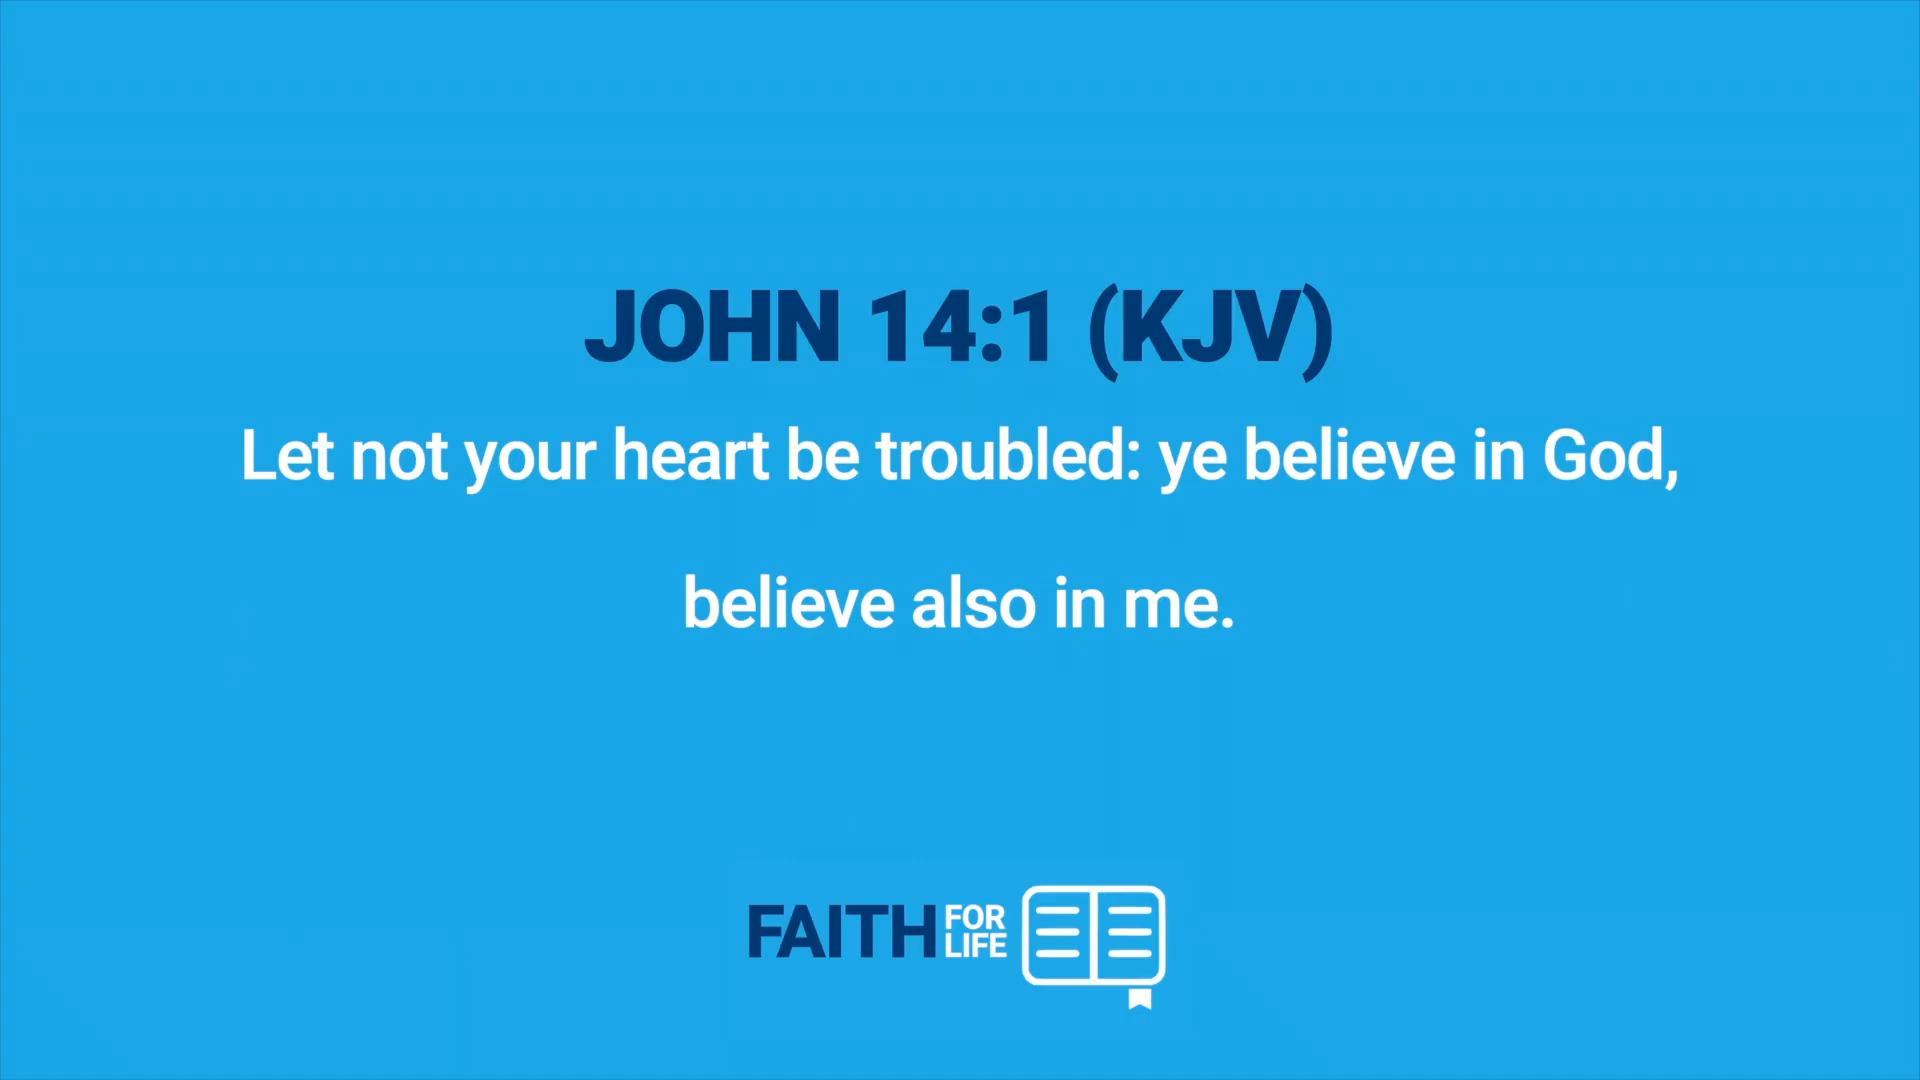 JOHN 14:1 (KJV)
Let not your heart be troubled: ye believe in God,
believe also in me.
FAITH FOR LIFE